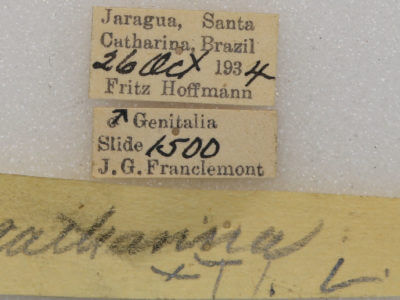 Jaragua, Santa
Catharina, Brazil
26 Oct 1934
Fritz Hoffmann
♂ Genitalia
Slide 1500
J. G. Franclemont